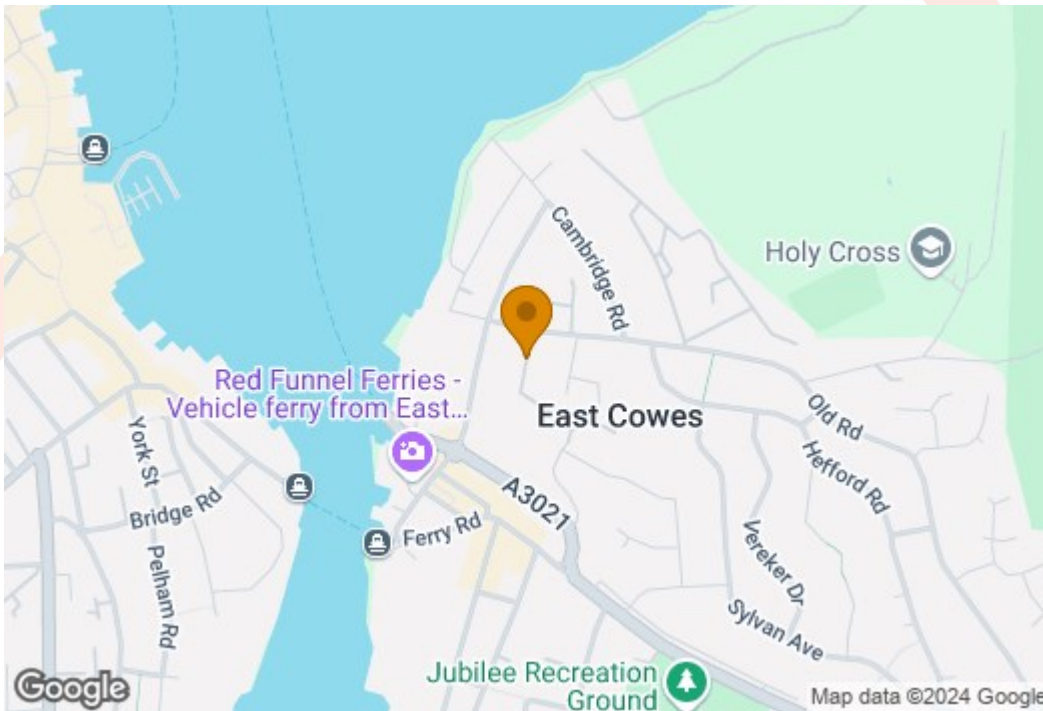 Cambridge Rd
Holy Cross
Red Funnel Ferries -
Vehicle ferry from East...
East Cowes
Old Rd
Hefford Rd
York St
Bridge Rd
A3021
Ferry Rd
Pelham Rd
Vereker Dr
Sylvan Ave
Jubilee Recreation
Ground
Google
Map data ©2024 Google